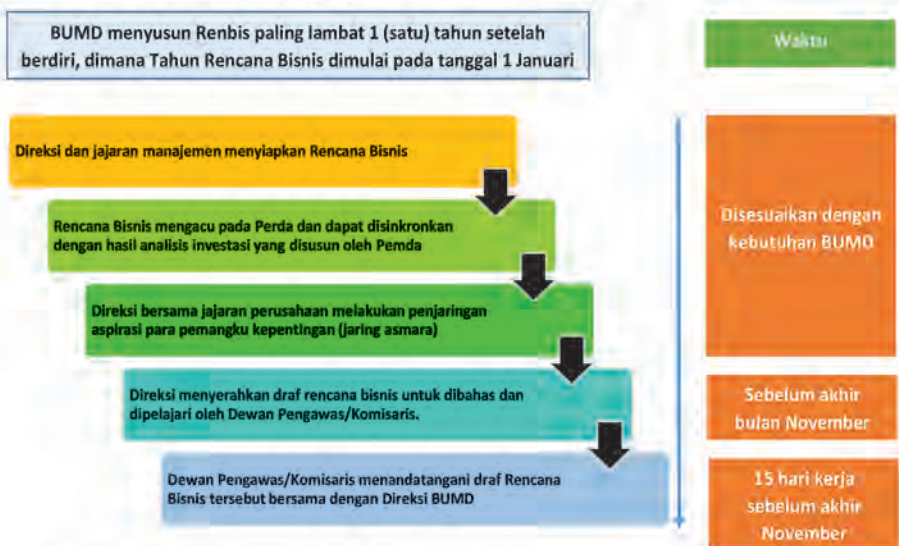 BUMD menyusun Renbis paling lambat 1 (satu) tahun setelah
berdiri, dimana Tahun Rencana Bisnis dimulai pada tanggal 1 Januari
Waktu
Direksi dan jajaran manajemen menyiapkan Rencana Bisnis
Rencana Bisnis mengacu pada Perda dan dapat disinkronkan
dengan hasil analisis investasi yang disusun oleh Pemda
Direksi bersama jajaran perusahaan melakukan penjaringan
aspirasi para pemangku kepentingan (jaring asmara)
Disesuaikan dengan
kebutuhan BUMD
Direksi menyerahkan draf rencana bisnis untuk dibahas dan
dipelajari oleh Dewan Pengawas/Komisaris.
Sebelum akhir
bulan November
Dewan Pengawas/Komisaris menandatangani draf Rencana
Bisnis tersebut bersama dengan Direksi BUMD
15 hari kerja
sebelum akhir
November